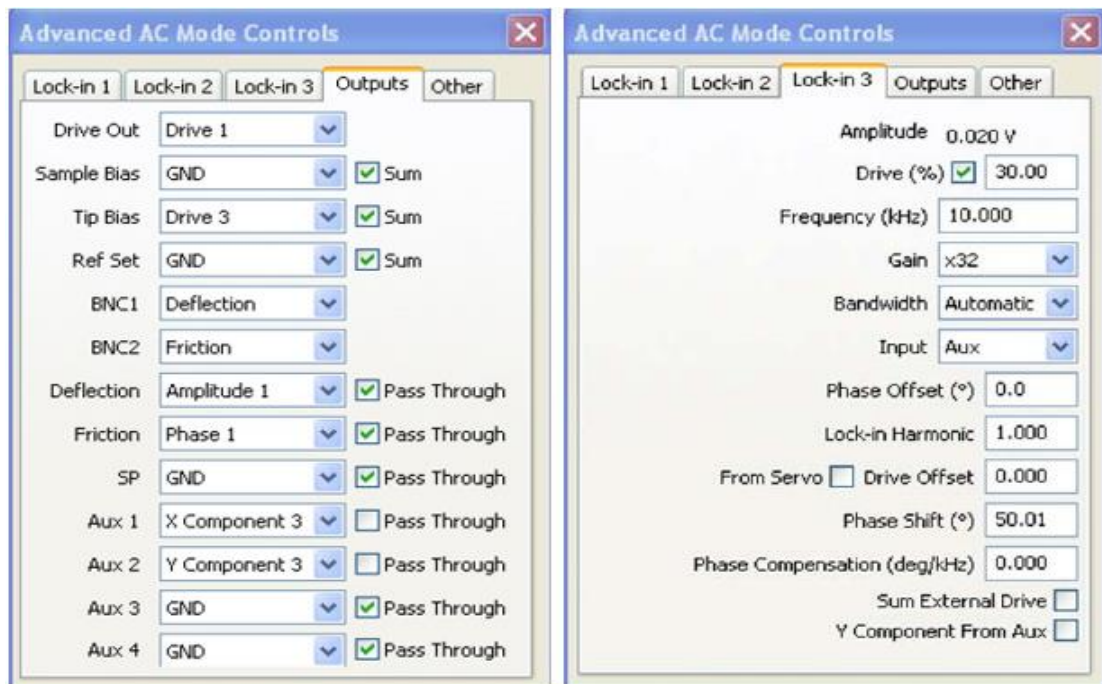 Advanced AC Mode Controls
Lock-in 1 Lock-in 2 Lock-in 3 Outputs Other
Drive Out Drive 1
Sample Bias GND Sum
Tip Bias Drive 3 Sum
Ref Set GND Sum
BNC1 Deflection
BNC2 Friction
Deflection Amplitude 1 Pass Through
Friction Phase 1 Pass Through
SP GND Pass Through
Aux 1 X Component 3 Pass Through
Aux 2 Y Component 3 Pass Through
Aux 3 GND Pass Through
Aux 4 GND Pass Through
Advanced AC Mode Controls
Lock-in 1 Lock-in 2 Lock-in 3 Outputs Other
Amplitude 0.020 V
Drive (%) 30.00
Frequency (kHz) 10.000
Gain x32
Bandwidth Automatic
Input Aux
Phase Offset (°) 0.0
Lock-in Harmonic 1.000
From Servo Drive Offset 0.000
Phase Shift (°) 50.01
Phase Compensation (deg/kHz) 0.000
Sum External Drive
Y Component From Aux